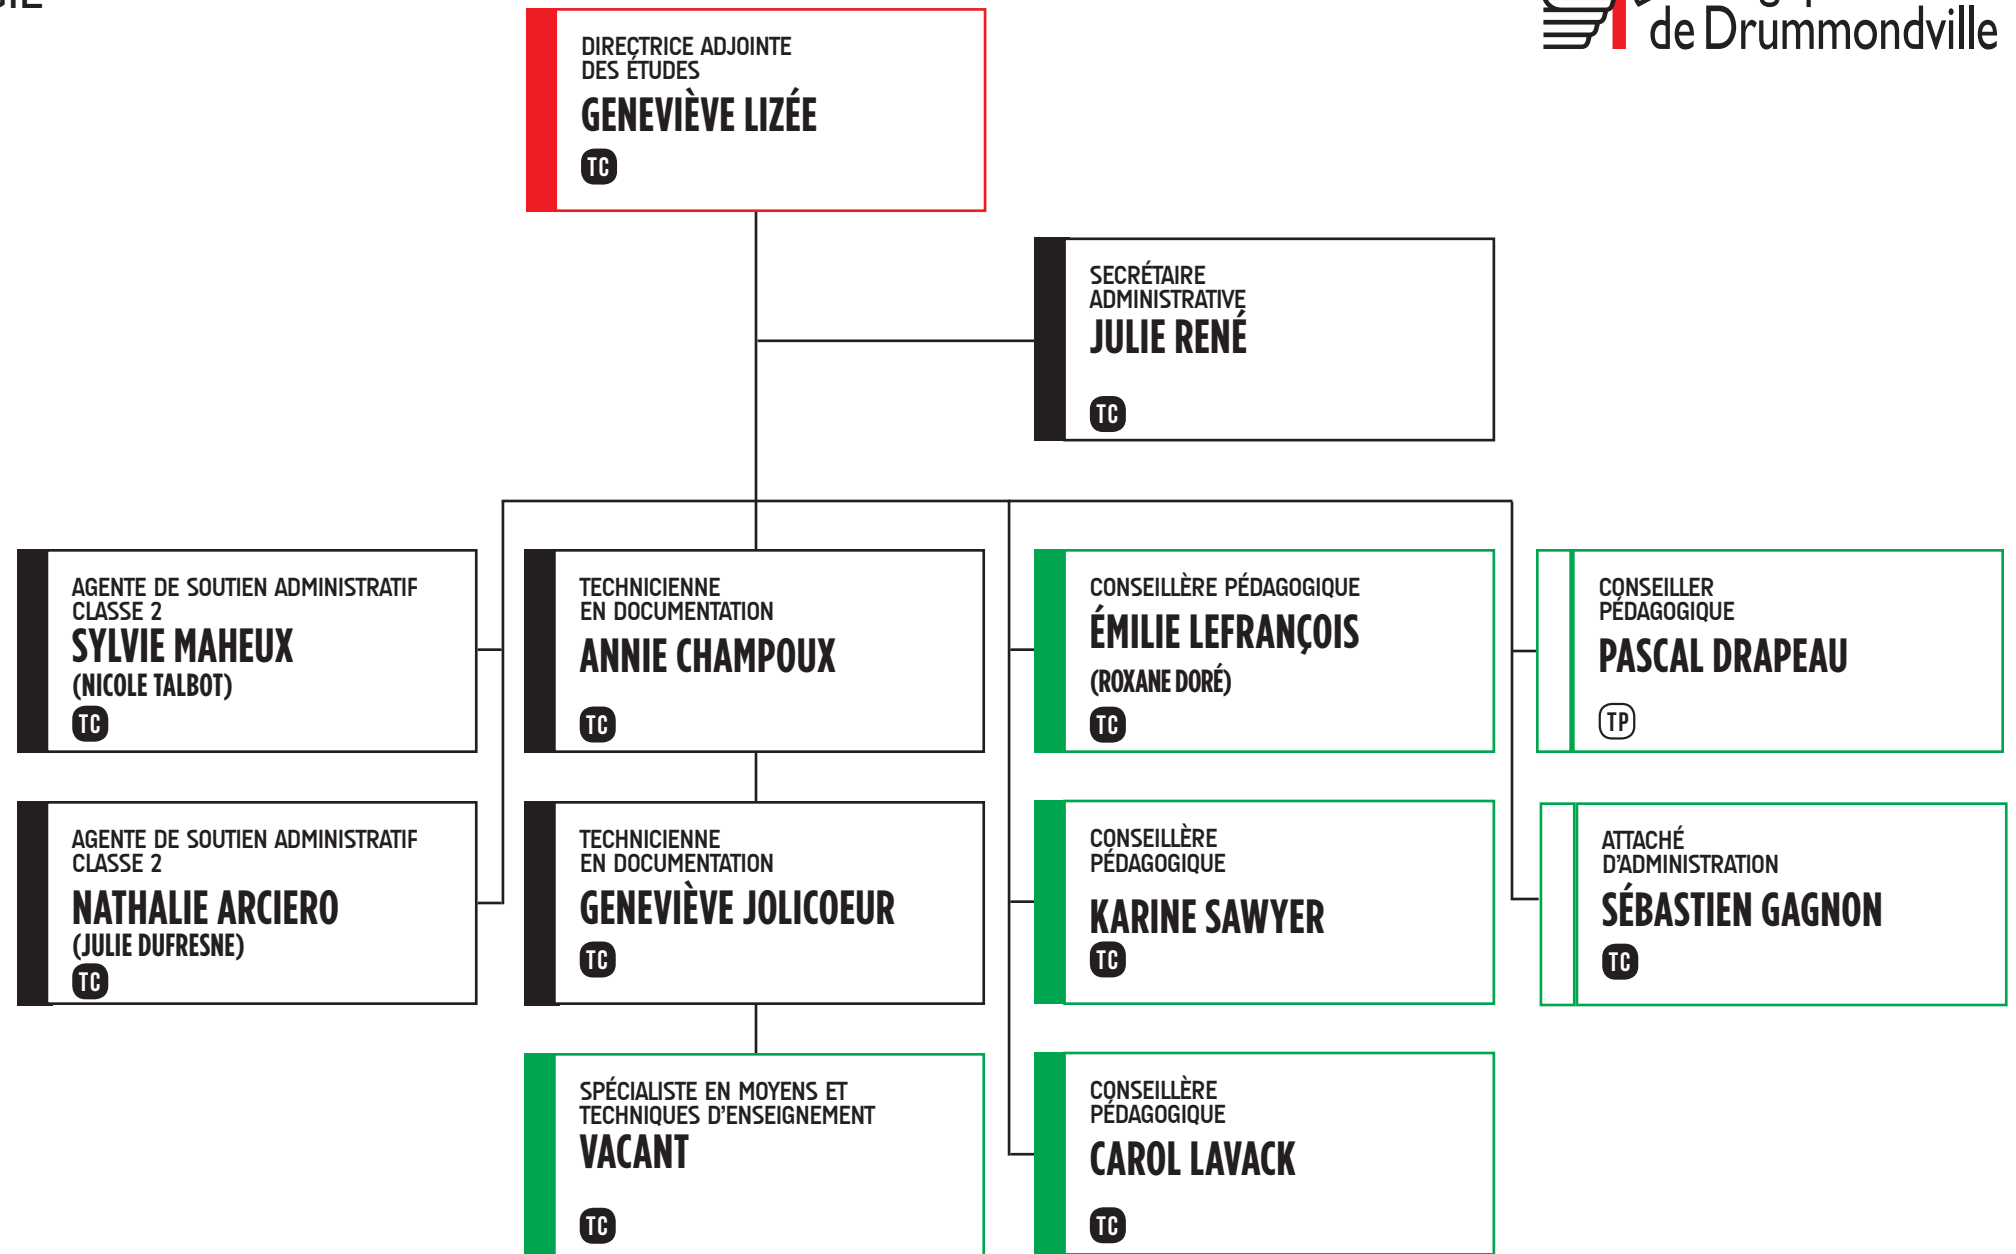 de Drummondville
DIRECTRICE ADJOINTE
DES ÉTUDES
GENEVIÈVE LIZÉE
TC
SECRÉTAIRE
ADMINISTRATIVE
JULIE RENÉ
TC
AGENTE DE SOUTIEN ADMINISTRATIF
CLASSE 2
SYLVIE MAHEUX
(NICOLE TALBOT)
TC
TECHNICIENNE
EN DOCUMENTATION
ANNIE CHAMPOUX
TC
CONSEILLÈRE PÉDAGOGIQUE
ÉMILIE LEFRANÇOIS
(ROXANE DORÉ)
TC
CONSEILLER
PÉDAGOGIQUE
PASCAL DRAPEAU
TP
AGENTE DE SOUTIEN ADMINISTRATIF
CLASSE 2
NATHALIE ARCIERO
(JULIE DUFRESNE)
TC
TECHNICIENNE
EN DOCUMENTATION
GENEVIÈVE JOLICOEUR
TC
CONSEILLÈRE
PÉDAGOGIQUE
KARINE SAWYER
TC
ATTACHÉ
D'ADMINISTRATION
SÉBASTIEN GAGNON
TC
SPÉCIALISTE EN MOYENS ET
TECHNIQUES D'ENSEIGNEMENT
VACANT
TC
CONSEILLÈRE
PÉDAGOGIQUE
CAROL LAVACK
TC